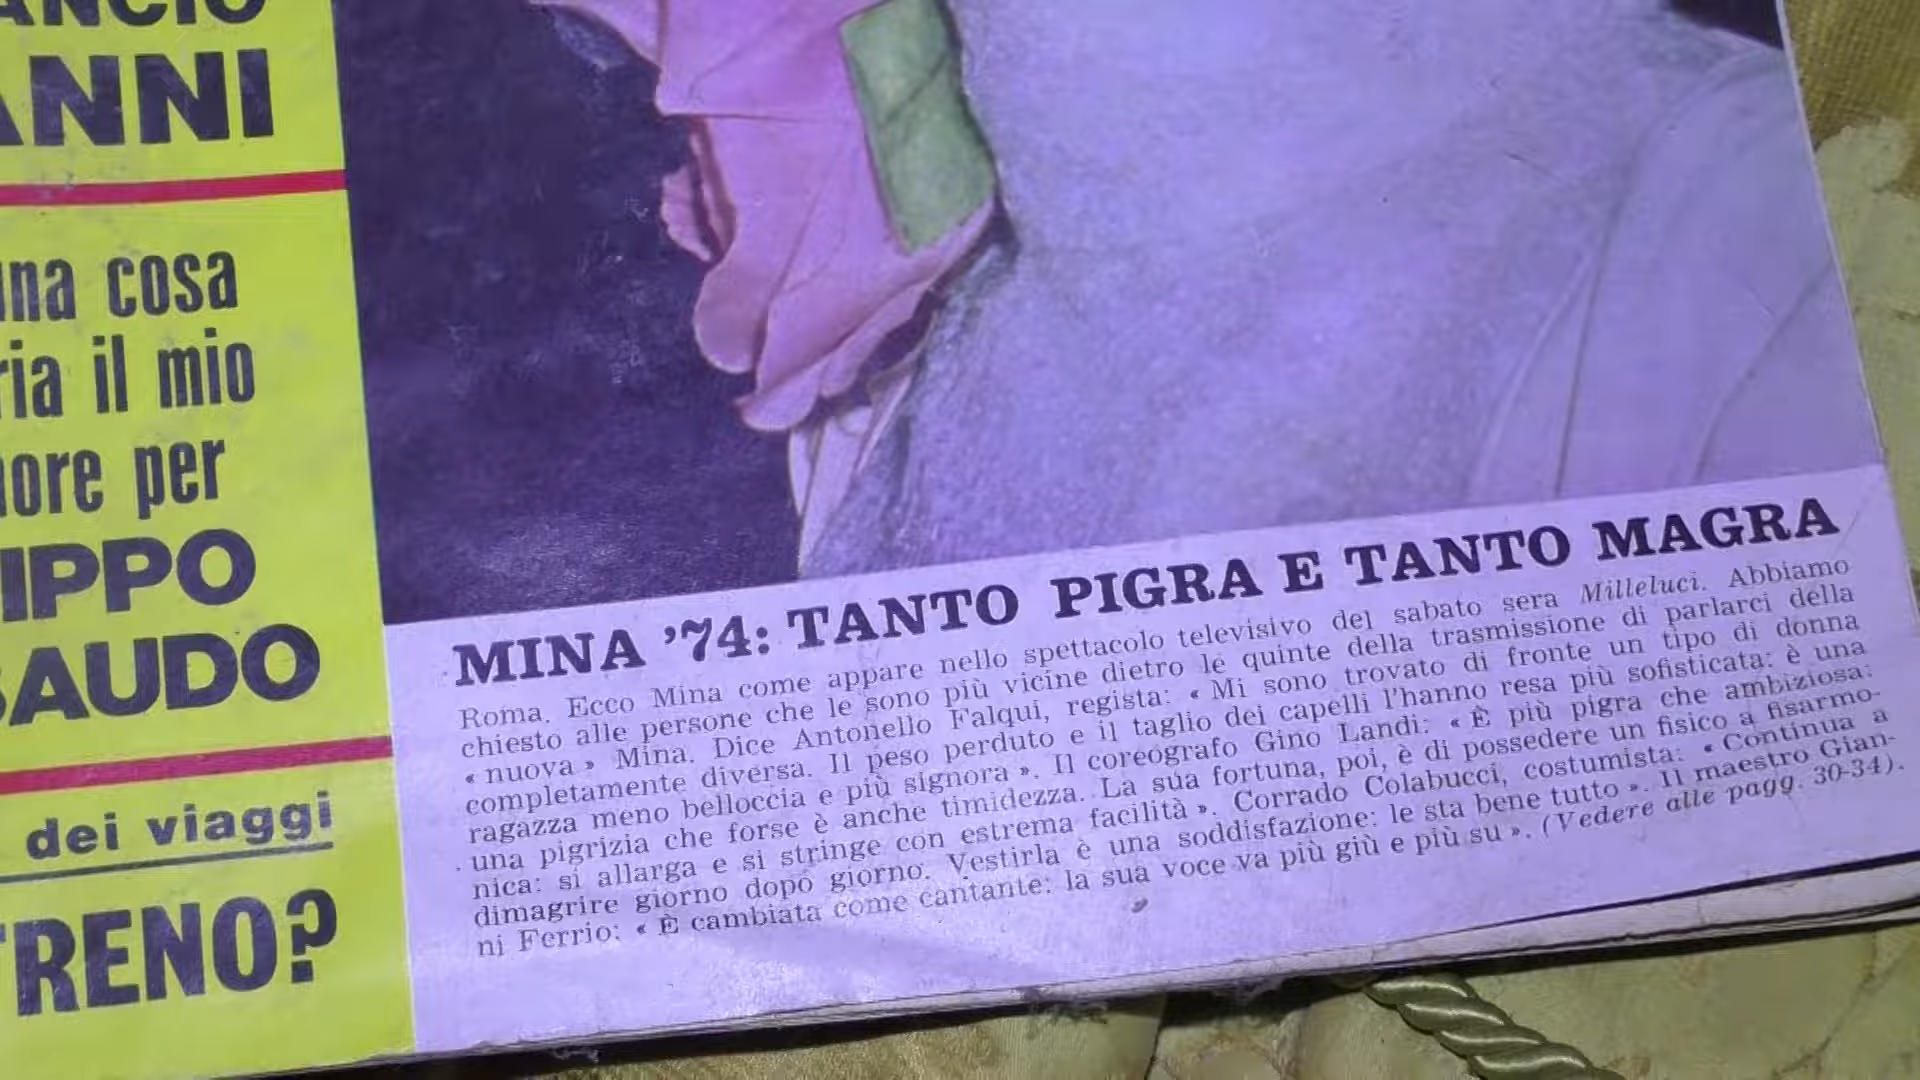 ANNI
una cosa
il mio
per
IPPO
AUDO
dei viaggi
TRENO?
MINA '74: TANTO PIGRA E TANTO MAGRA
Roma. Ecco Mina come appare nello spettacolo televisivo del sabato sera Milleluci. Abbiamo
chiesto alle persone che le sono più vicine dietro le quinte della trasmissione di parlarci della
« nuova » Mina. Dice Antonello Falqui, regista: « Mi sono trovato di fronte un tipo di donna
completamente diversa. Il peso perduto e il taglio dei capelli l'hanno resa più sofisticata: è una
ragazza meno belloccia e più signora ». Il coreografo Gino Landi: « È più pigra che ambiziosa:
una pigrizia che forse è anche timidezza. La sua fortuna, poi, è di possedere un fisico a fisarmo-
nica: si allarga e si stringe con estrema facilità ». Corrado Colabucci, costumista: « Continua a
dimagrire giorno dopo giorno. Vestirla è una soddisfazione: le sta bene tutto ». Il maestro Gian-
ni Ferrio: « È cambiata come cantante: la sua voce va più giù e più su ». (Vedere alle pagg. 30-34).